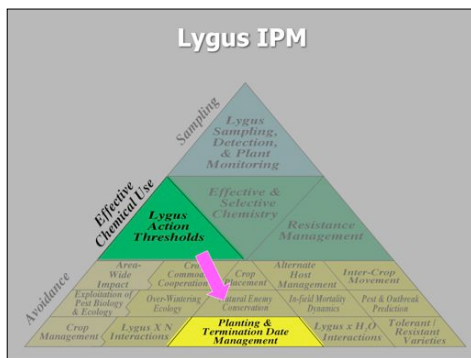 Lygus IPM
Sampling
Lygus
Sampling,
Detection,
& Plant
Monitoring
Effective
Chemical Use
Lygus
Action
Thresholds
Effective &
Selective
Chemistry
Resistance
Management
Avoidance
Area-
Wide
Impact
Cooperation
Placement
Alternate
Host
Management
Inter-Crop
Movement
Exploitation of
Pest Biology
& Ecology
Over-Wintering
Ecology
Natural Enemy
Conservation
In-field Mortality
Dynamics
Pest & Outbreak
Production
Crop
Management
Lygus X N
Interactions
Planting &
Termination Date
Management
Lygus x H2O
Interactions
Tolerant /
Resistant
Varieties